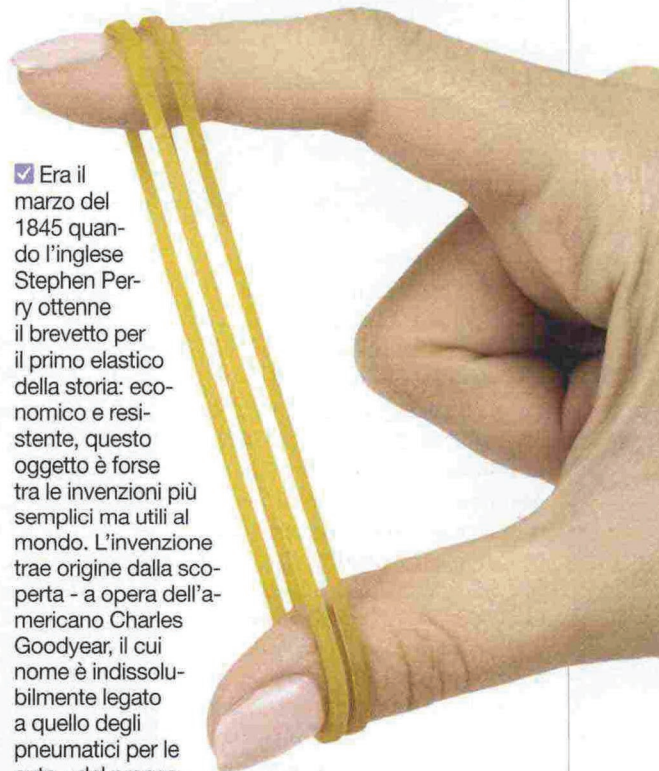 Era il
marzo del
1845 quan-
do l'inglese
Stephen Per-
ry ottenne
il brevetto per
il primo elastico
della storia: eco-
nomico e resi-
stente, questo
oggetto è forse
tra le invenzioni più
semplici ma utili al
mondo. L'invenzione
trae origine dalla sco-
perta - a opera dell'a-
mericano Charles
Goodyear, il cui
nome è indissolu-
bilmente legato
a quello degli
pneumatici per le